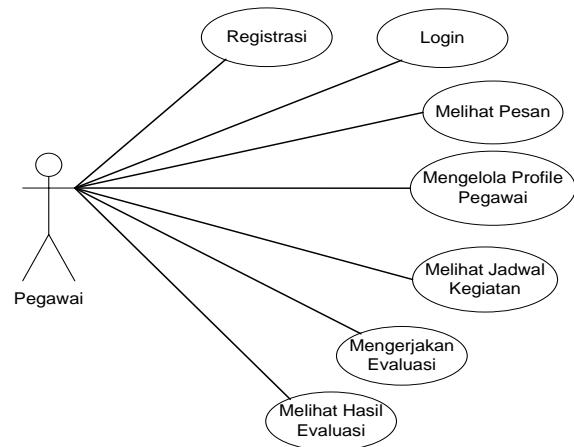 Registrasi
Login
Melihat Pesan
Mengelola Profile
Pegawai
Melihat Jadwal
Kegiatan
Pegawai
Mengerjakan
Evaluasi
Melihat Hasil
Evaluasi